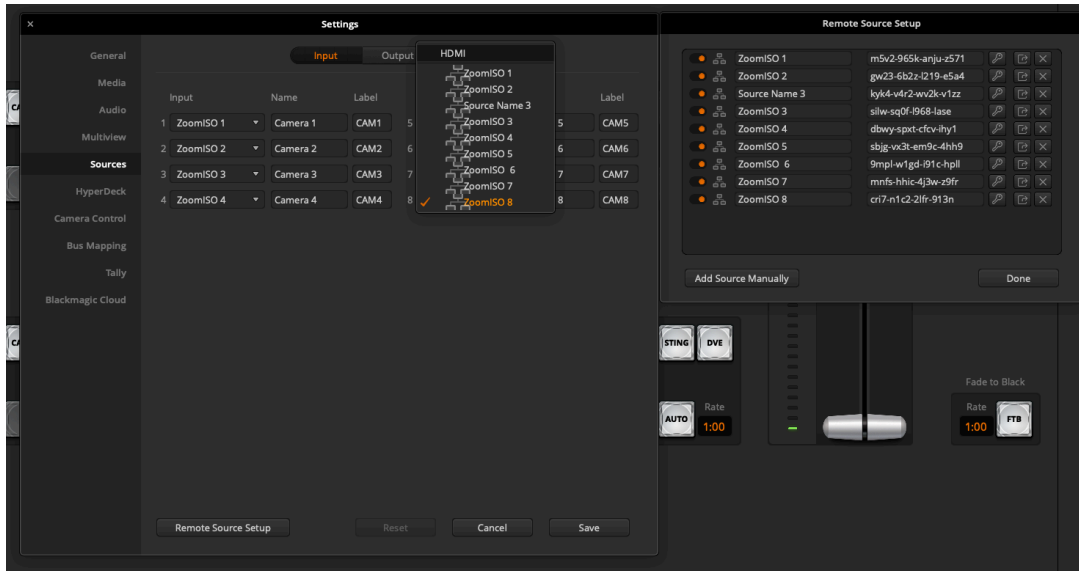 Settings
General
Media
Audio
Multiview
Sources
HyperDeck
Camera Control
Bus Mapping
Tally
Blackmagic Cloud
Input Output
Input Name Label
1 ZoomISO 1 Camera 1 CAM1
2 ZoomISO 2 Camera 2 CAM2
3 ZoomISO 3 Camera 3 CAM3
4 ZoomISO 4 Camera 4 CAM4
HDMI
ZoomISO 1
ZoomISO 2
Source Name 3
ZoomISO 3
ZoomISO 4
ZoomISO 5
ZoomISO 6
ZoomISO 7
ZoomISO 8
Label
5 5 CAM5
6 6 CAM6
7 7 CAM7
8 8 CAM8
Remote Source Setup Reset Cancel Save
Remote Source Setup
ZoomISO 1 m5v2-965k-anju-z571
ZoomISO 2 gw23-6b2z-l219-e5a4
Source Name 3 kyk4-v4r2-wv2k-v1zz
ZoomISO 3 silw-sq0f-l968-lase
ZoomISO 4 dbwy-spxt-cfcv-ihy1
ZoomISO 5 sbjg-vx3t-em9c-4hh9
ZoomISO 6 9mpl-w1gd-i91c-hpll
ZoomISO 7 mnfs-hhic-4j3w-z9fr
ZoomISO 8 cri7-n1c2-2lfr-913n
Add Source Manually Done
STING DVE
AUTO Rate
1:00
Fade to Black
Rate
1:00 FTB